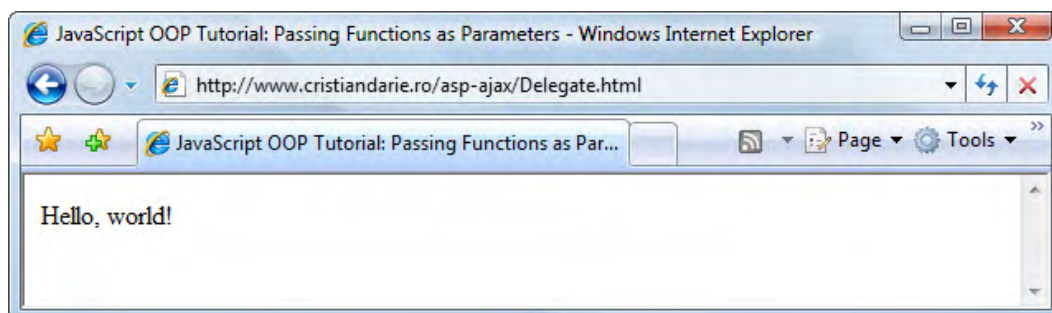 JavaScript OOP Tutorial: Passing Functions as Parameters - Windows Internet Explorer
http://www.cristiandarie.ro/asp-ajax/Delegate.html
JavaScript OOP Tutorial: Passing Functions as Par... Page Tools
Hello, world!